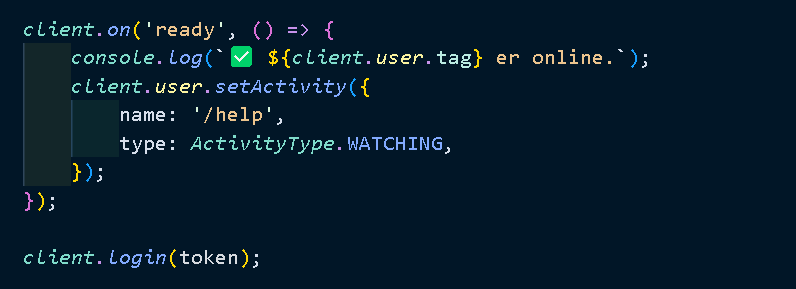 client.on('ready', () => {
    console.log(`✅ ${client.user.tag} er online.`);
    client.user.setActivity({
        name: '/help',
        type: ActivityType.WATCHING,
    });
});

client.login(token);